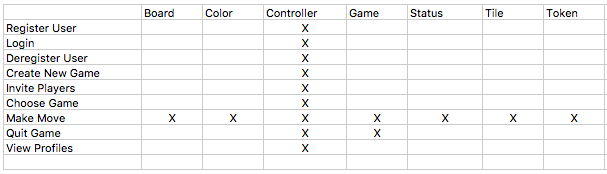 Board Color Controller Game Status Tile Token
Register User X
Login X
Deregister User X
Create New Game X
Invite Players X
Choose Game X
Make Move X X X X X X X
Quit Game X X
View Profiles X